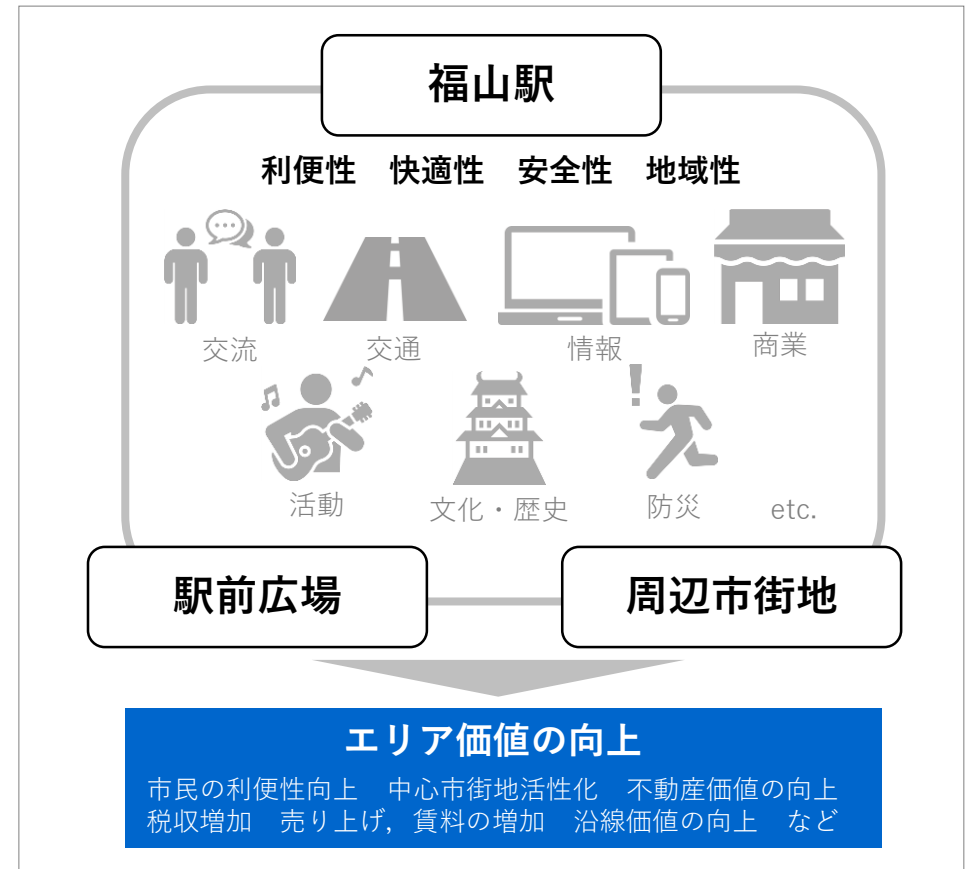 福山駅
利便性　快適性　安全性　地域性
交流
交通
情報
商業
活動
文化・歴史
防災
etc.
駅前広場
周辺市街地
エリア価値の向上
市民の利便性向上　中心市街地活性化　不動産価値の向上
税収増加　売り上げ，賃料の増加　沿線価値の向上　など